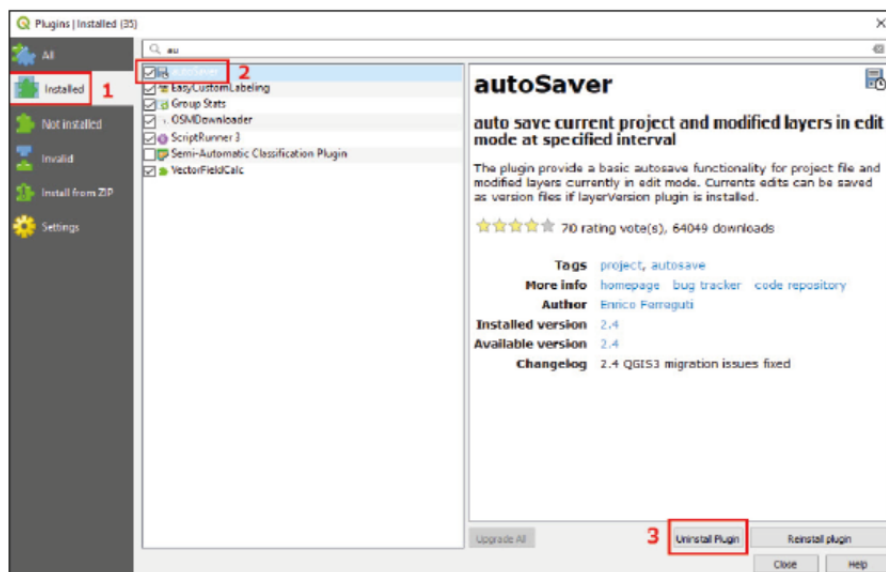 Plugins | Installed (35)
au
All
Installed
Not installed
Invalid
Install from ZIP
Settings
1
2
AutoSaver
EasyCustomLabeling
Group Stats
OSMDownloader
ScriptRunner 3
Semi-Automatic Classification Plugin
VectorFieldCalc
autoSaver
auto save current project and modified layers in edit
mode at specified interval
The plugin provide a basic autosave functionality for project file and
modified layers currently in edit mode. Currents edits can be saved
as version files if layerVersion plugin is installed.
70 rating vote(s), 64049 downloads
Tags project, autosave
More info homepage bug tracker code repository
Author Enrico Ferreguti
Installed version 2.4
Available version 2.4
Changelog 2.4 QGIS3 migration issues fixed
Upgrade All
3
Uninstall Plugin
Reinstall plugin
Close
Help